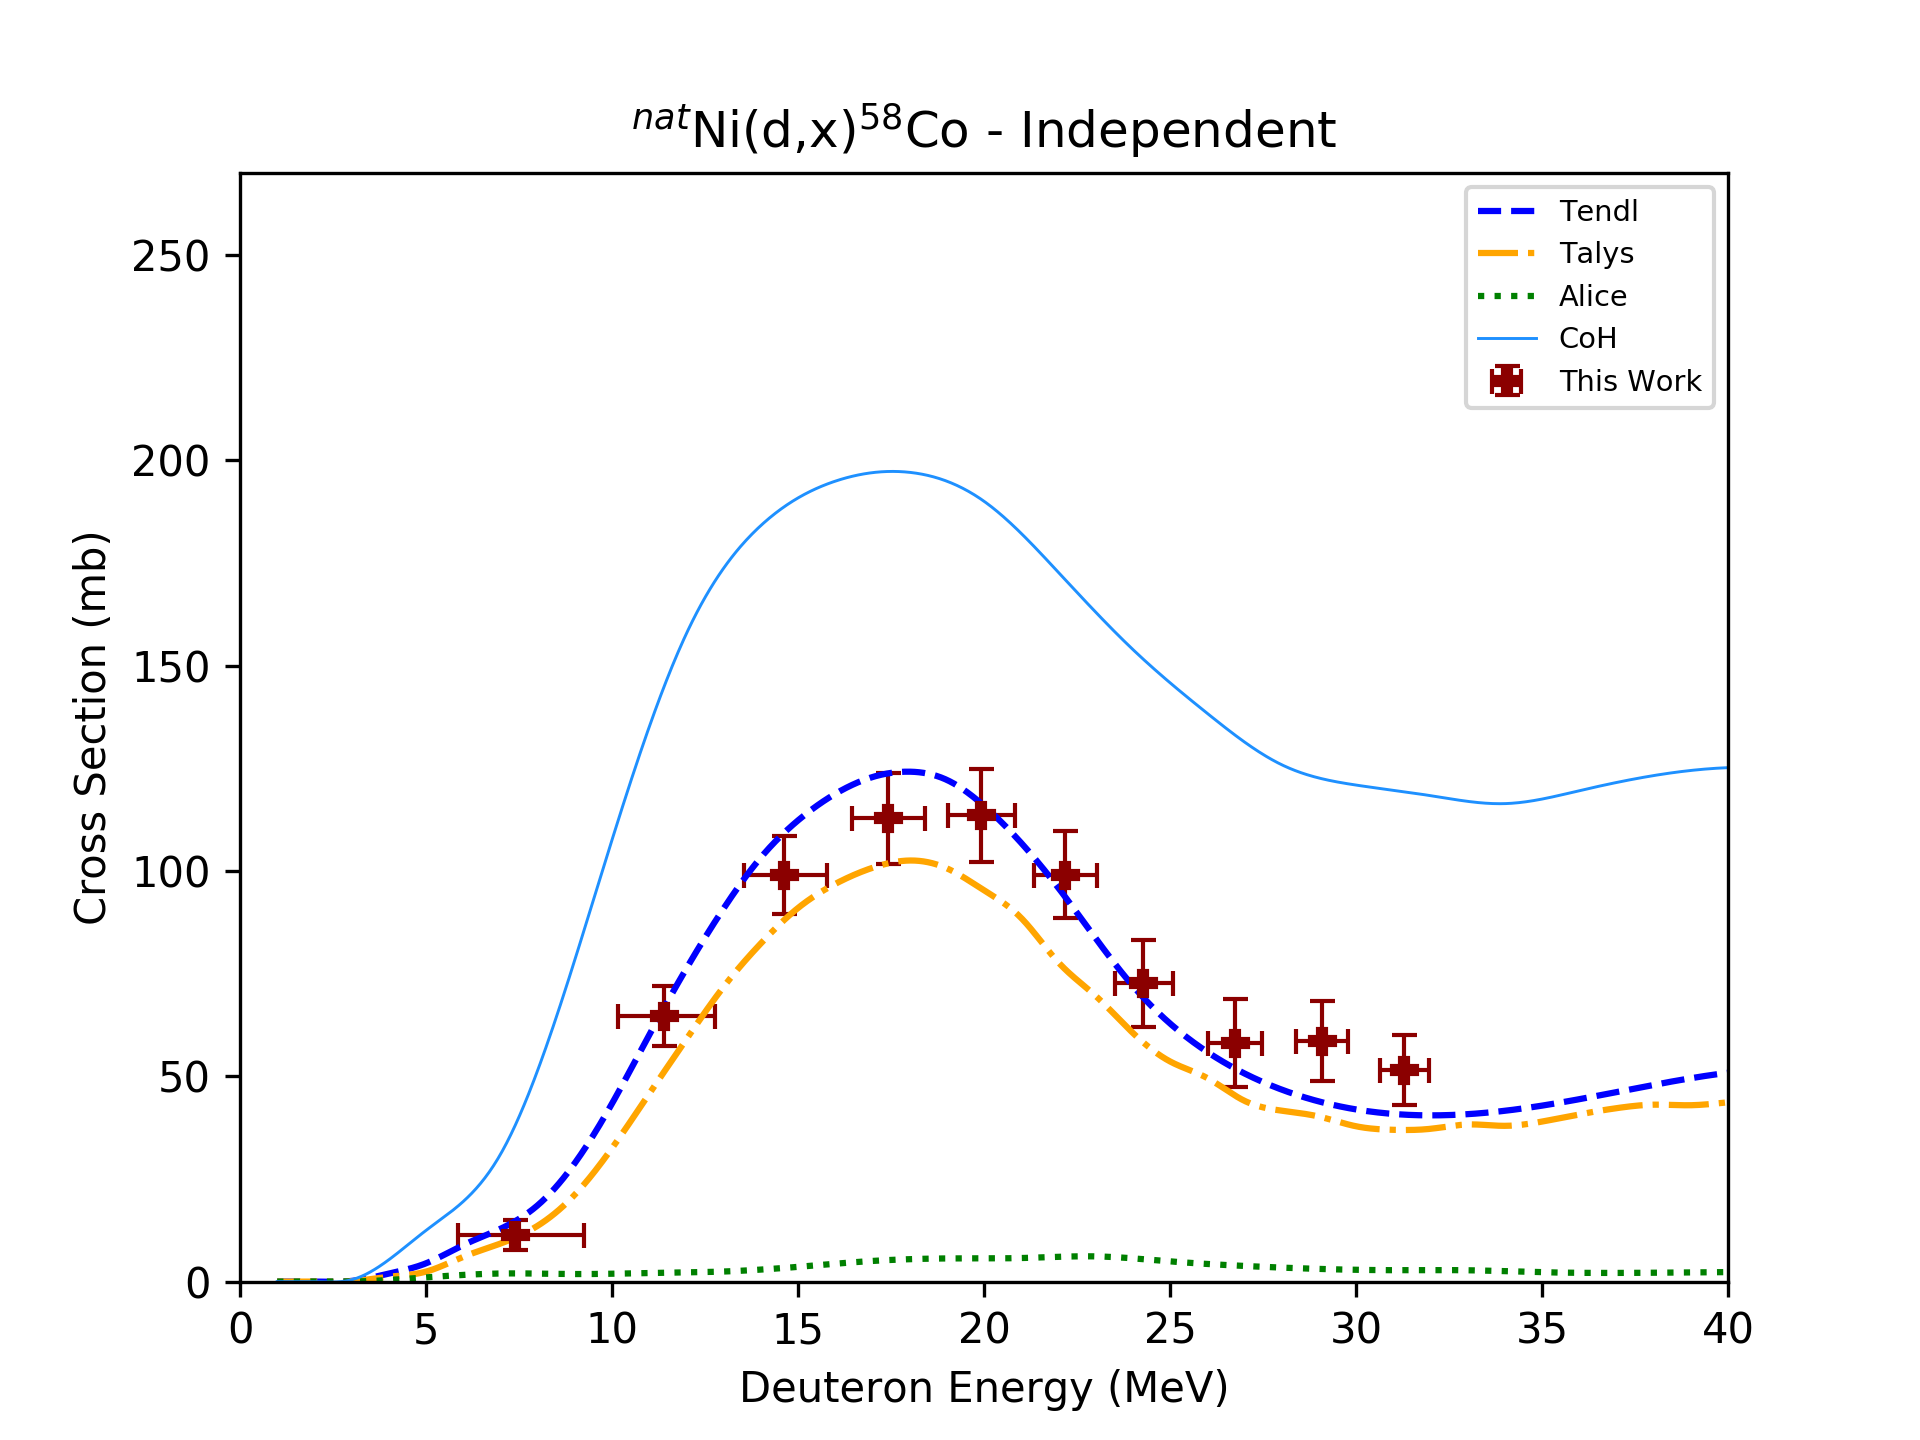 natNi(d,x)58Co - Independent
Tendl
Talys
Alice
CoH
This Work
250
200
150
100
50
0
Cross Section (mb)
0 5 10 15 20 25 30 35 40
Deuteron Energy (MeV)